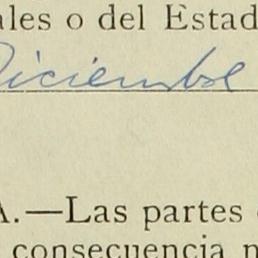 ales o del Estad
Diciembre
A.—Las partes
consecuencia